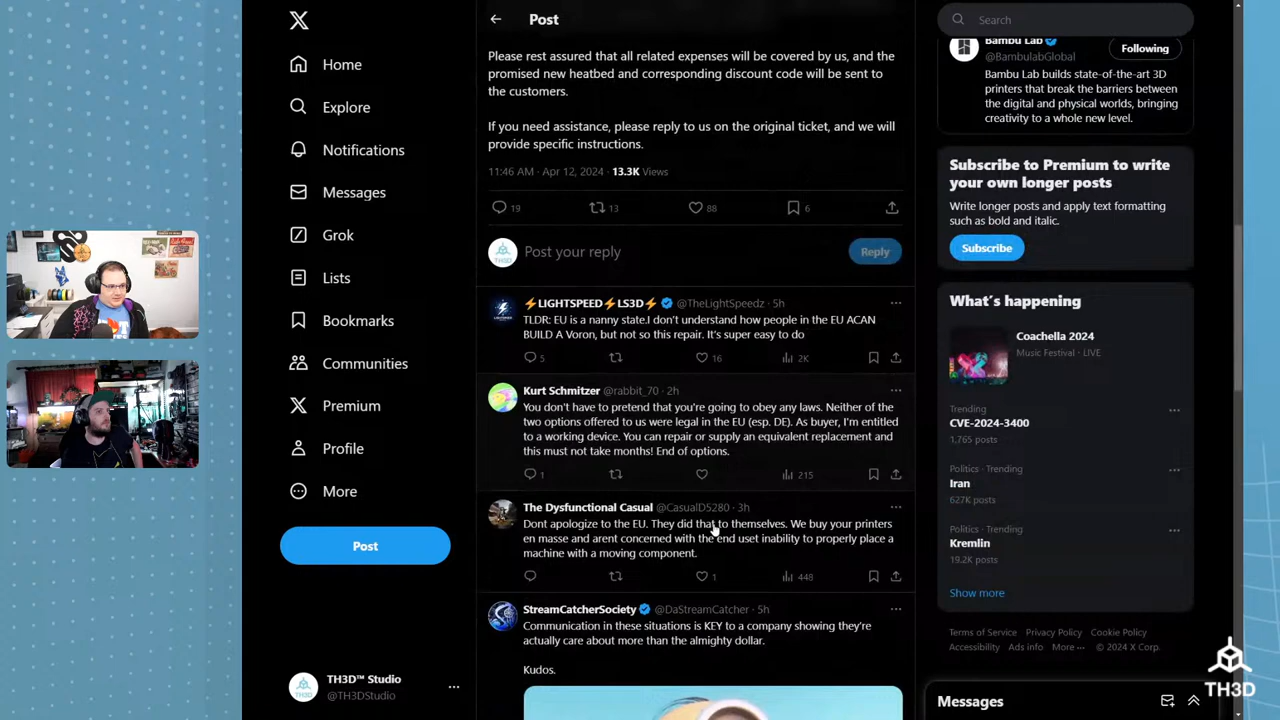 Home
Explore
Notifications
Messages
Grok
Lists
Bookmarks
Communities
Premium
Profile
More
Post
TH3D™ Studio
@TH3DStudio
Post
Please rest assured that all related expenses will be covered by us, and the
promised new heatbed and corresponding discount code will be sent to
the customers.
If you need assistance, please reply to us on the original ticket, and we will
provide specific instructions.
11:46 AM · Apr 12, 2024 · 13.3K Views
19 13 88 6
Post your reply
Reply
⚡LIGHTSPEED⚡LS3D⚡ @TheLightSpeedz · 5h
TLDR: EU is a nanny state.I don't understand how people in the EU ACAN
BUILD A Voron, but not so this repair. It's super easy to do
5 16 2K
Kurt Schmitzer @rabbit_70 · 2h
You don't have to pretend that you're going to obey any laws. Neither of the
two options offered to us were legal in the EU (esp. DE). As buyer, I'm entitled
to a working device. You can repair or supply an equivalent replacement and
this must not take months! End of options.
1 215
The Dysfunctional Casual @CasualD5280 · 3h
Dont apologize to the EU. They did that to themselves. We buy your printers
en masse and arent concerned with the end uset inability to properly place a
machine with a moving component.
1 448
StreamCatcherSociety @DaStreamCatcher · 5h
Communication in these situations is KEY to a company showing they're
actually care about more than the almighty dollar.
Kudos.
Search
Bambu Lab
@BambulabGlobal
Following
Bambu Lab builds state-of-the-art 3D
printers that break the barriers between
the digital and physical worlds, bringing
creativity to a whole new level.
Subscribe to Premium to write
your own longer posts
Write longer posts and apply text formatting
such as bold and italic.
Subscribe
What's happening
Coachella 2024
Music Festival · LIVE
Trending
CVE-2024-3400
1,765 posts
Politics · Trending
Iran
627K posts
Politics · Trending
Kremlin
19.2K posts
Show more
Terms of Service Privacy Policy Cookie Policy
Accessibility Ads info More ··· © 2024 X Corp.
Messages
TH3D